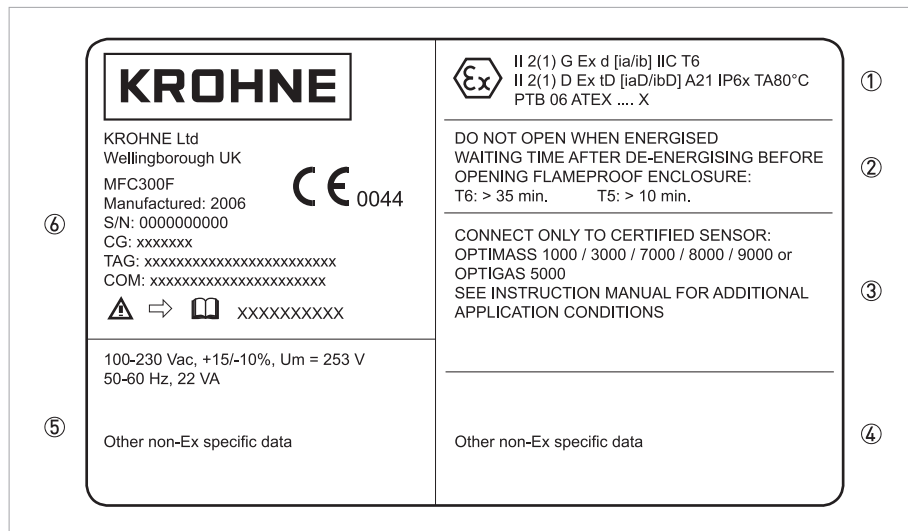 KROHNE
KROHNE Ltd
Wellingborough UK
MFC300F
Manufactured: 2006
S/N: 0000000000
CG: xxxxxxx
TAG: xxxxxxxxxxxxxxxxxxxxxxxx
COM: xxxxxxxxxxxxxxxxxxxxxx
CE 0044
xxxxxxxxxx
⑥
100-230 Vac, +15/-10%, Um = 253 V
50-60 Hz, 22 VA
Other non-Ex specific data
⑤
Ex
II 2(1) G Ex d [ia/ib] IIC T6
II 2(1) D Ex tD [iaD/ibD] A21 IP6x TA80°C
PTB 06 ATEX .... X
①
DO NOT OPEN WHEN ENERGISED
WAITING TIME AFTER DE-ENERGISING BEFORE
OPENING FLAMEPROOF ENCLOSURE:
T6: > 35 min. T5: > 10 min.
②
CONNECT ONLY TO CERTIFIED SENSOR:
OPTIMASS 1000 / 3000 / 7000 / 8000 / 9000 or
OPTIGAS 5000
SEE INSTRUCTION MANUAL FOR ADDITIONAL
APPLICATION CONDITIONS
③
Other non-Ex specific data
④